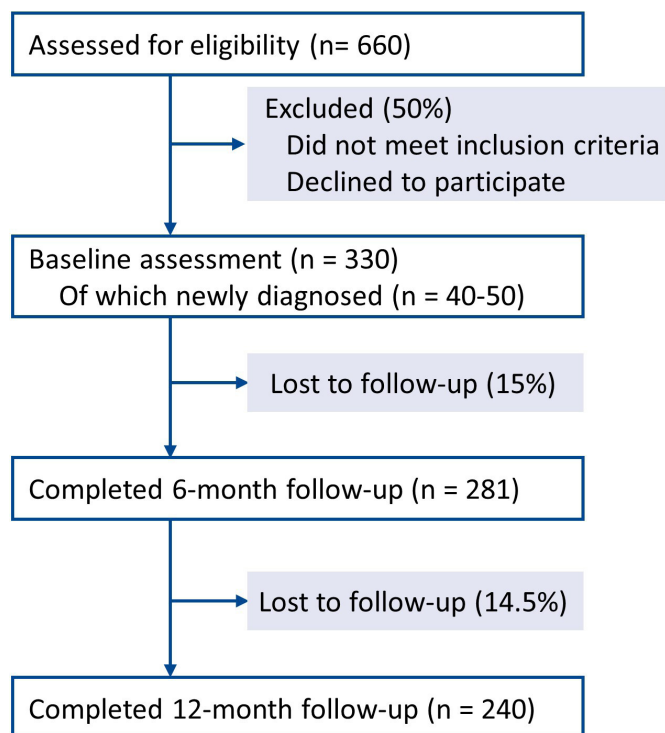 Assessed for eligibility (n= 660)
Excluded (50%)
Did not meet inclusion criteria
Declined to participate
Baseline assessment (n = 330)
Of which newly diagnosed (n = 40-50)
Lost to follow-up (15%)
Completed 6-month follow-up (n = 281)
Lost to follow-up (14.5%)
Completed 12-month follow-up (n = 240)